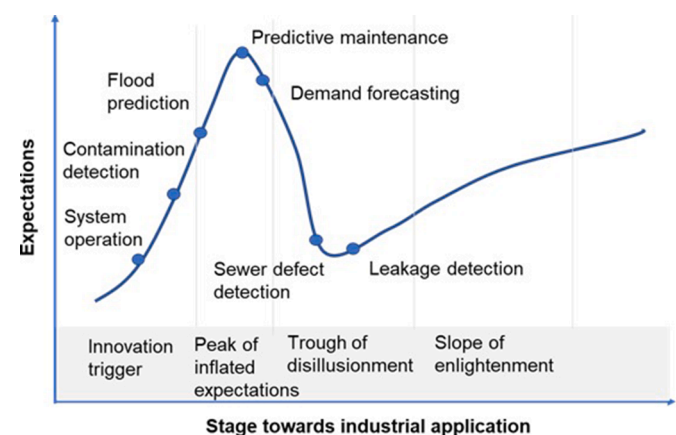 Predictive maintenance
Flood
prediction
Demand forecasting
Contamination
detection
System
operation
Sewer defect
detection
Leakage detection
Expectations
Innovation
trigger
Peak of
inflated
expectations
Trough of
disillusionment
Slope of
enlightenment
Stage towards industrial application